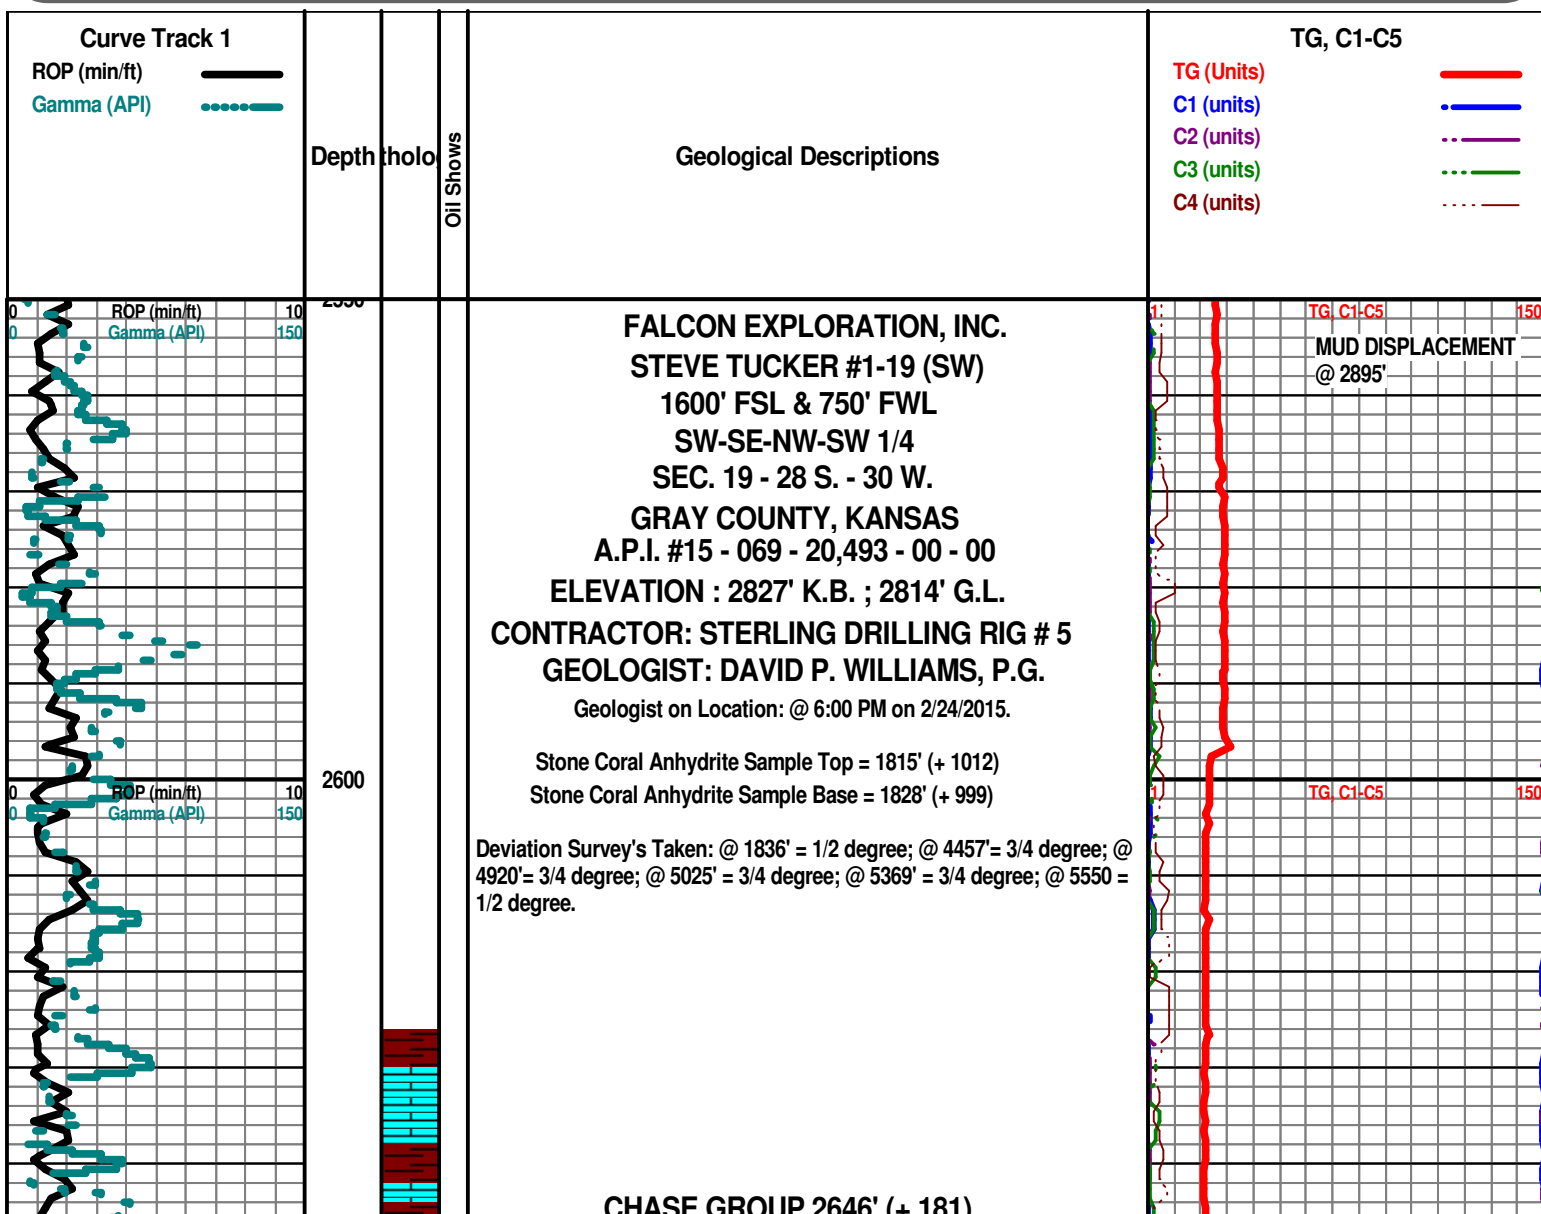 Curve Track 1
ROP (min/ft)
Gamma (API)
Depth
tholo
Oil Shows
Geological Descriptions
TG, C1-C5
TG (Units)
C1 (units)
C2 (units)
C3 (units)
C4 (units)
0 ROP (min/ft) 10
0 Gamma (API) 150
1 TG, C1-C5 150
MUD DISPLACEMENT
@ 2895'
FALCON EXPLORATION, INC.
STEVE TUCKER #1-19 (SW)
1600' FSL & 750' FWL
SW-SE-NW-SW 1/4
SEC. 19 - 28 S. - 30 W.
GRAY COUNTY, KANSAS
A.P.I. #15 - 069 - 20,493 - 00 - 00
ELEVATION : 2827' K.B. ; 2814' G.L.
CONTRACTOR: STERLING DRILLING RIG # 5
GEOLOGIST: DAVID P. WILLIAMS, P.G.
Geologist on Location: @ 6:00 PM on 2/24/2015.
Stone Coral Anhydrite Sample Top = 1815' (+ 1012)
2600
Stone Coral Anhydrite Sample Base = 1828' (+ 999)
0 ROP (min/ft) 10
0 Gamma (API) 150
1 TG, C1-C5 150
Deviation Survey's Taken: @ 1836' = 1/2 degree; @ 4457'= 3/4 degree; @
4920'= 3/4 degree; @ 5025' = 3/4 degree; @ 5369' = 3/4 degree; @ 5550 =
1/2 degree.
CHASE GROUP 2646' (+ 181)